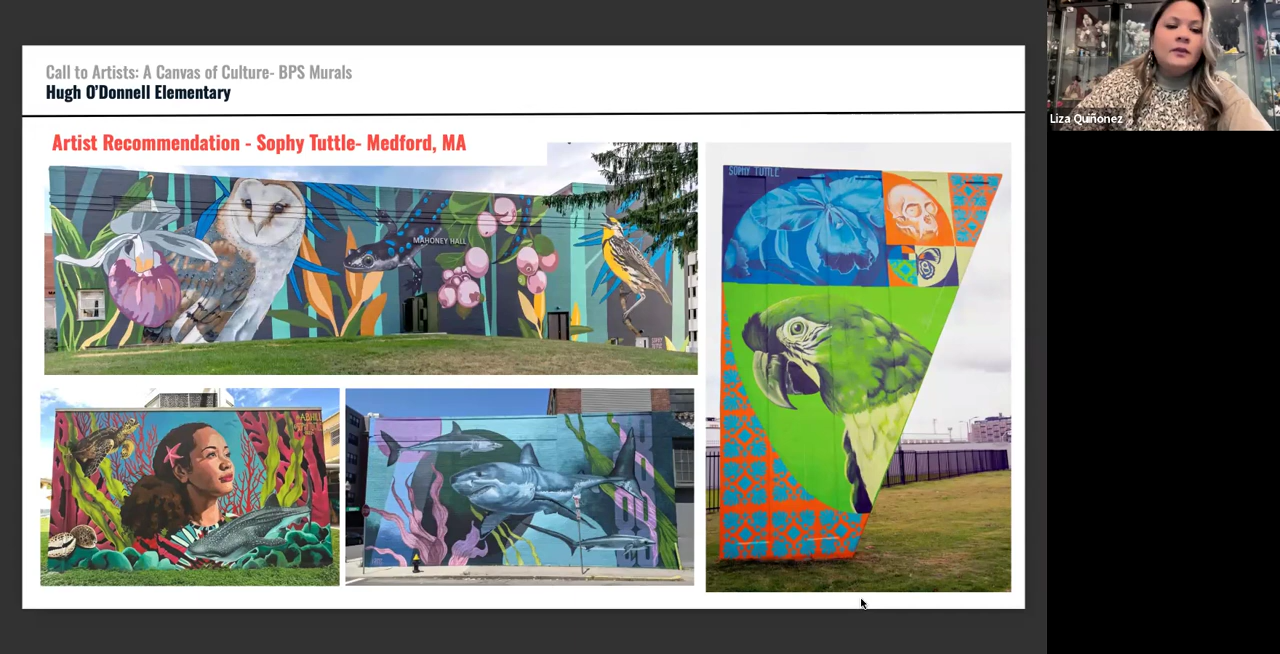 Call to Artists: A Canvas of Culture- BPS Murals
Hugh O'Donnell Elementary
Artist Recommendation - Sophy Tuttle- Medford, MA
MAHONEY HALL
SOPHY TUTTLE
Liza Quiñonez